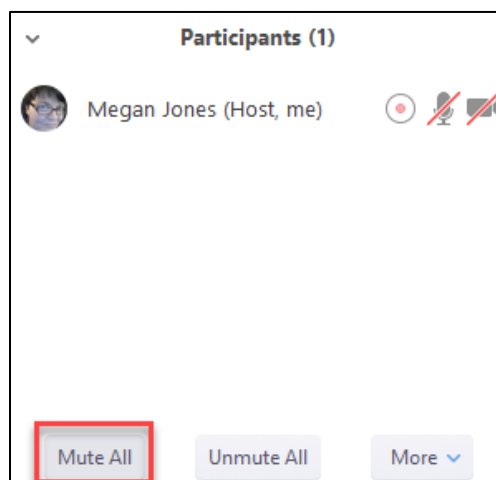 Participants (1)
Megan Jones (Host, me)
Mute All Unmute All More